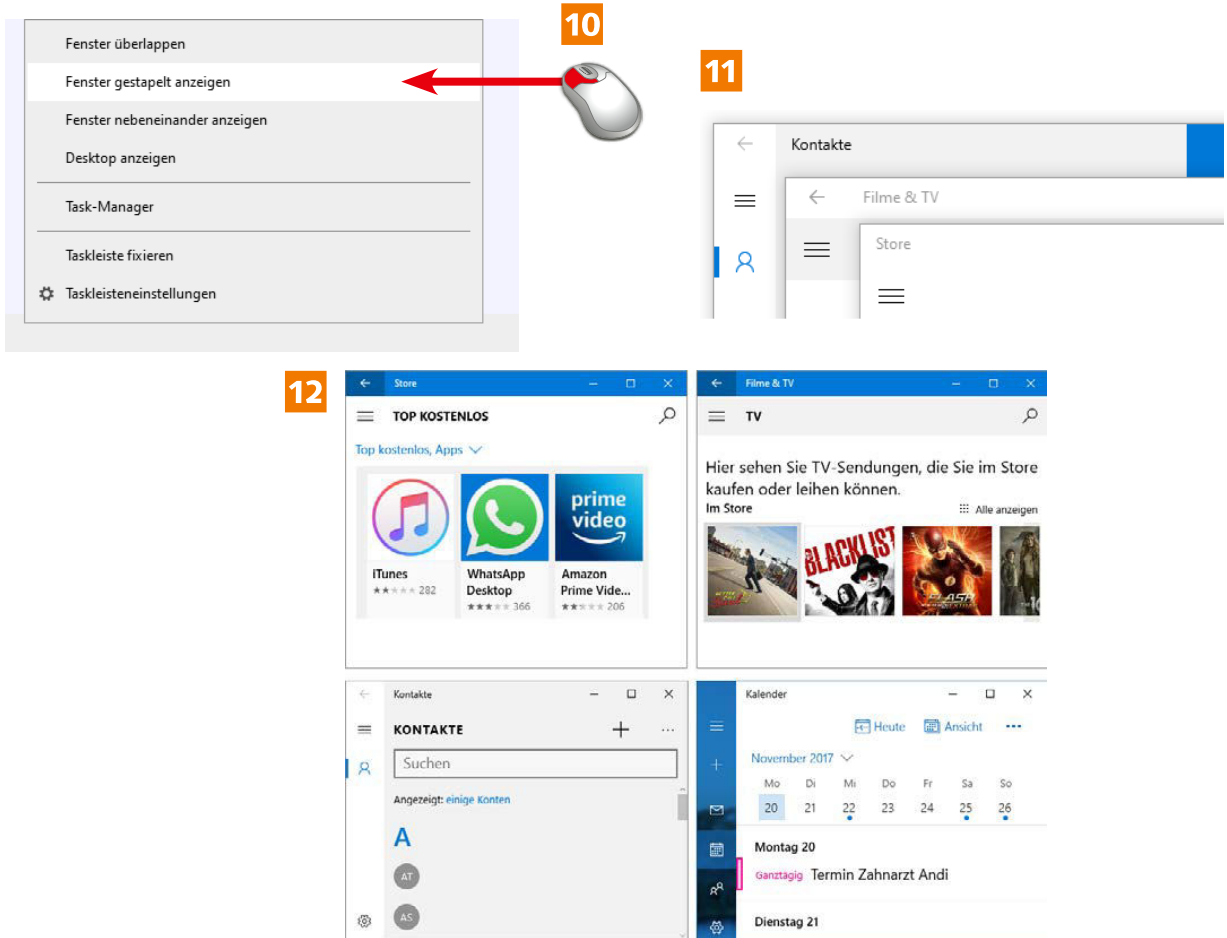 10
Fenster überlappen
Fenster gestapelt anzeigen
Fenster nebeneinander anzeigen
Desktop anzeigen
Task-Manager
Taskleiste fixieren
Taskleisteneinstellungen
11
Kontakte
Filme & TV
Store
12
Store
TOP KOSTENLOS
Top kostenlos, Apps
prime
video
iTunes
282
WhatsApp
Desktop
366
Amazon
Prime Vide...
206
Filme & TV
TV
Hier sehen Sie TV-Sendungen, die Sie im Store
kaufen oder leihen können.
Im Store
Alle anzeigen
BLACKLIST
FLASH
Kontakte
KONTAKTE
Suchen
Angezeigt: einige Konten
A
AT
AS
Kalender
Heute Ansicht
November 2017
Mo Di Mi Do Fr Sa So
20 21 22 23 24 25 26
Montag 20
Ganztägig Termin Zahnarzt Andi
Dienstag 21